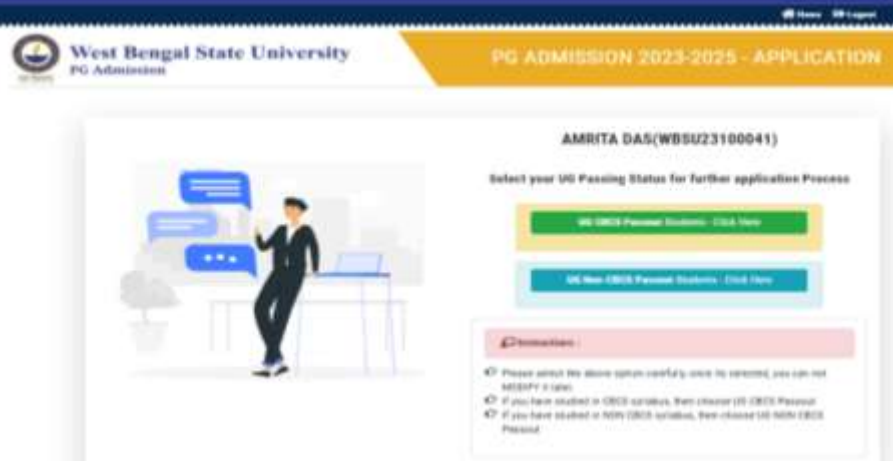 Home Logout
West Bengal State University
PG Admission
PG ADMISSION 2023-2025 - APPLICATION
AMRITA DAS(WBSU23100041)
Select your UG Passing Status for further application Process
UG CBCS Passout Students - Click Here
UG Non-CBCS Passout Students - Click Here
Instructions :
Please select the above option carefully, once its selected, you can not
MODIFY it later.
If you have studied in CBCS syllabus, then choose UG CBCS Passout
If you have studied in NON CBCS syllabus, then choose UG NON CBCS
Passout